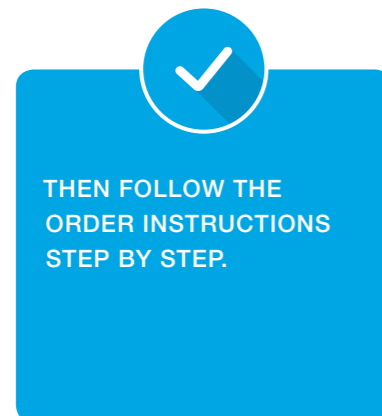 THEN FOLLOW THE
ORDER INSTRUCTIONS
STEP BY STEP.